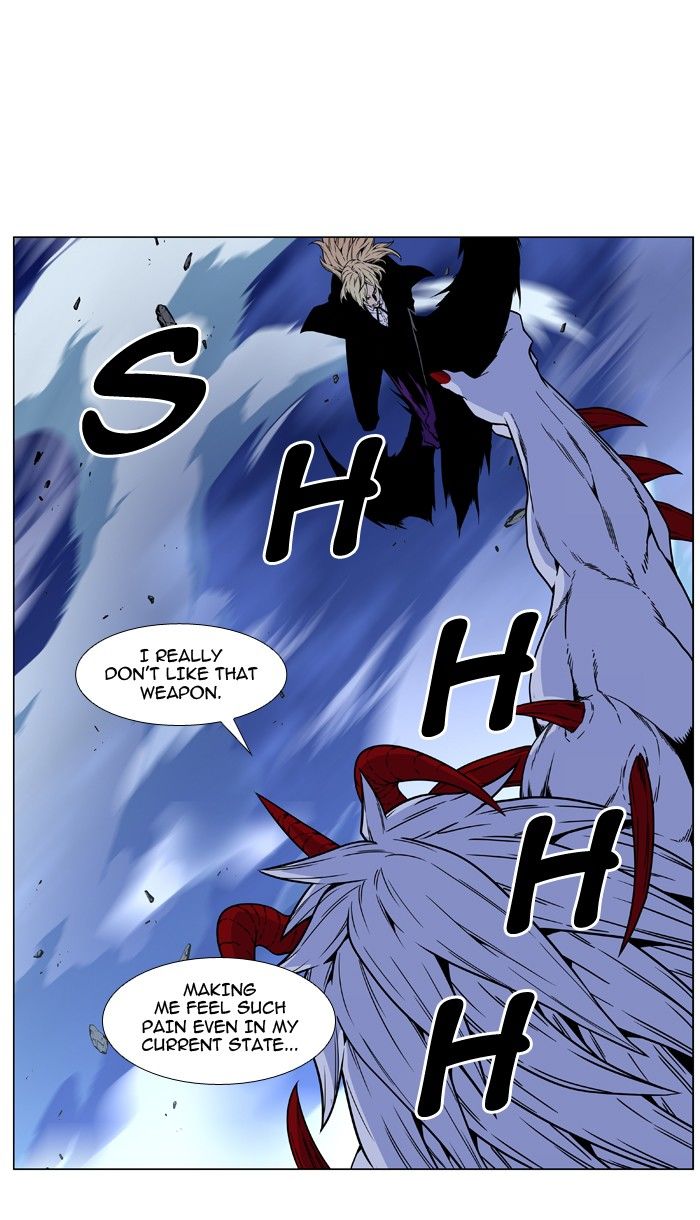 S
H
H
H
H
I REALLY
DON'T LIKE THAT
WEAPON.
MAKING
ME FEEL SUCH
PAIN EVEN IN MY
CURRENT STATE...